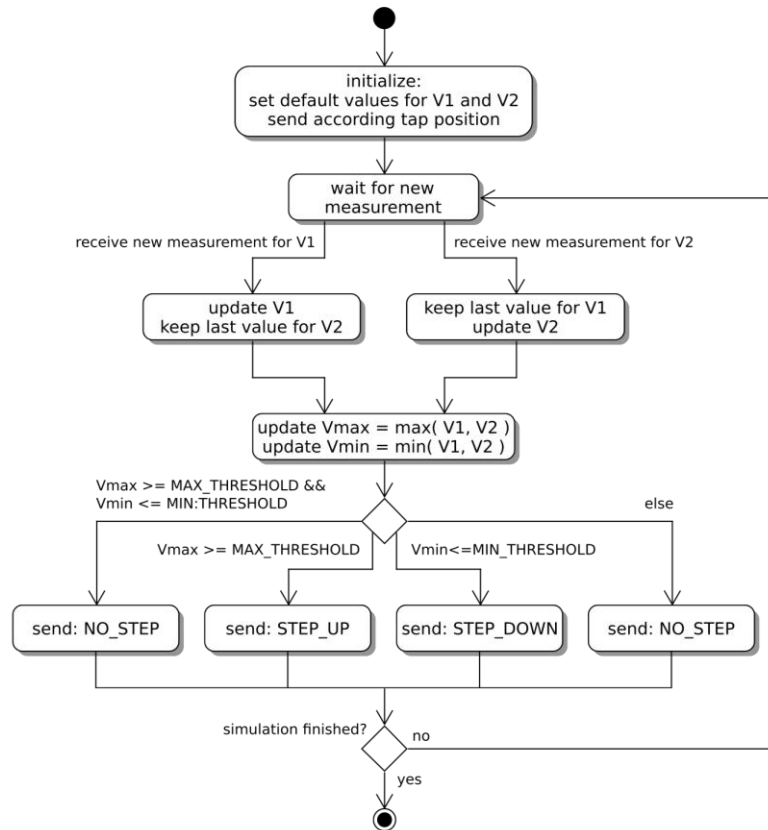 initialize:
set default values for V1 and V2
send according tap position
wait for new
measurement
receive new measurement for V1
receive new measurement for V2
update V1
keep last value for V2
keep last value for V1
update V2
update Vmax = max( V1, V2 )
update Vmin = min( V1, V2 )
Vmax >= MAX_THRESHOLD &&
Vmin <= MIN:THRESHOLD
else
Vmax >= MAX_THRESHOLD
Vmin<=MIN_THRESHOLD
send: NO_STEP
send: STEP_UP
send: STEP_DOWN
send: NO_STEP
simulation finished?
no
yes